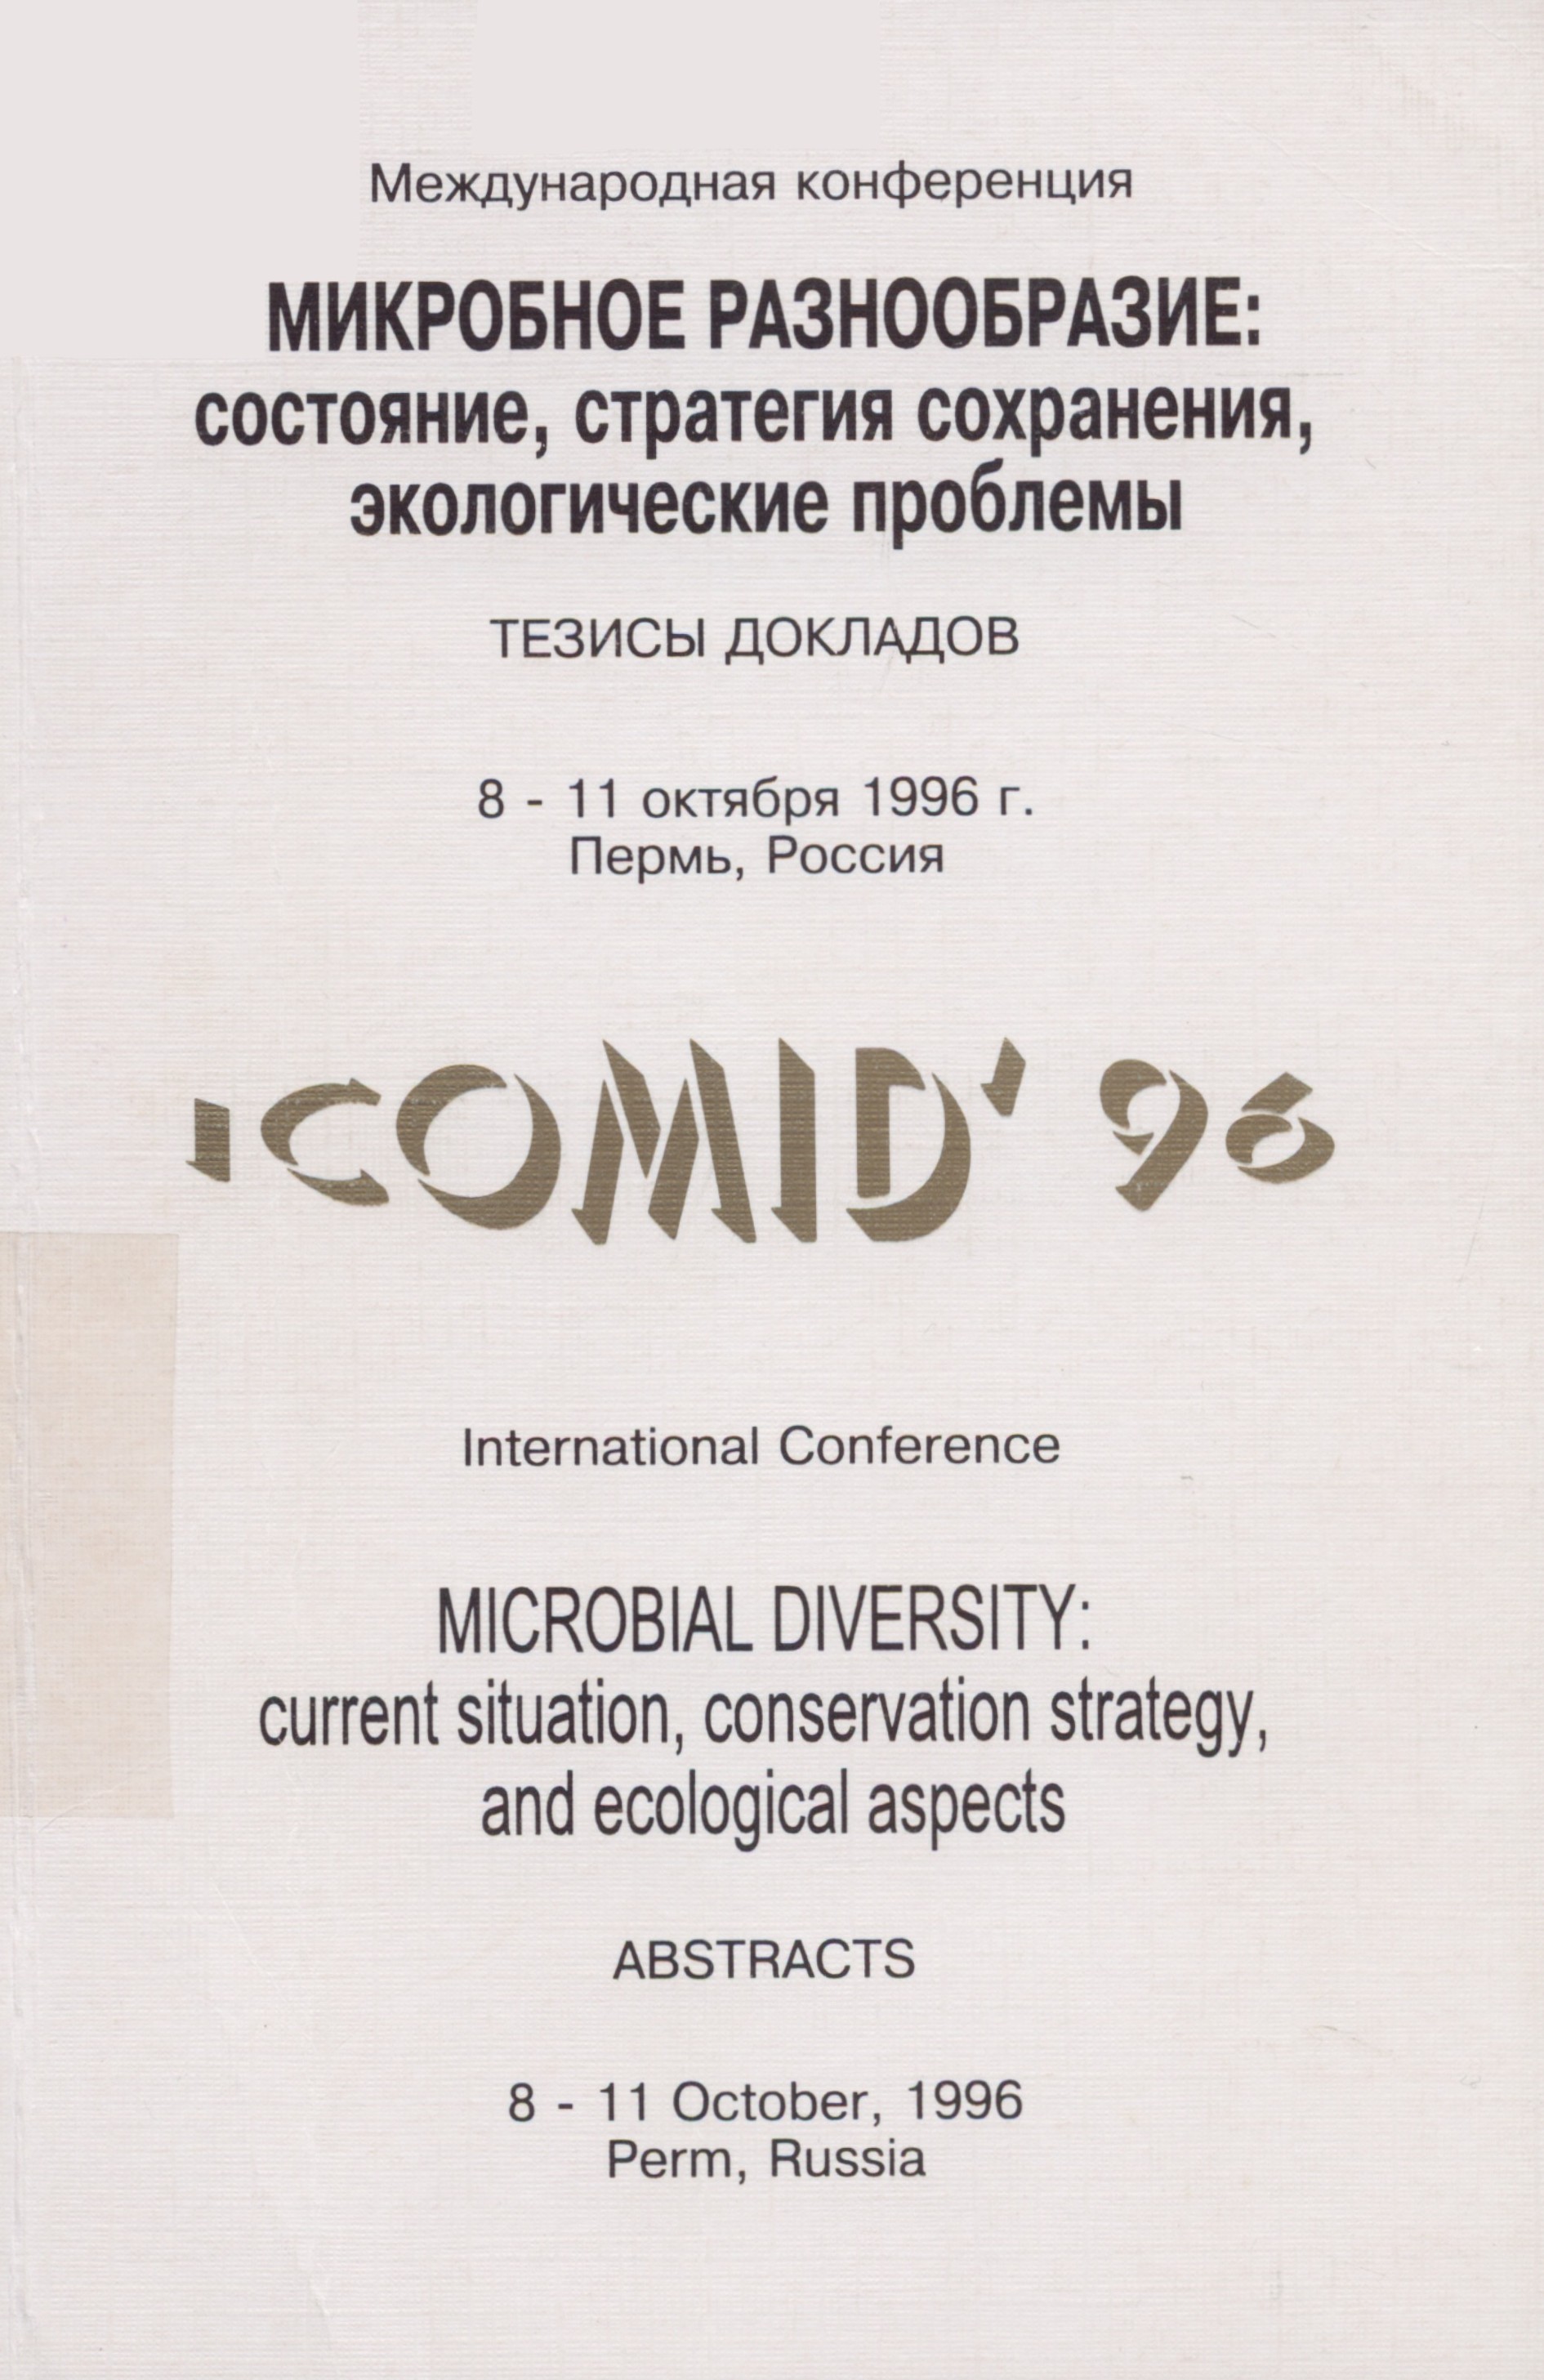 Международная конференция
МИКРОБНОЕ РАЗНООБРАЗИЕ:
состояние, стратегия сохранения,
экологические проблемы
ТЕЗИСЫ ДОКЛАДОВ
8 - 11 октября 1996 г.
Пермь, Россия
ICOMID' 96
International Conference
MICROBIAL DIVERSITY:
current situation, conservation strategy,
and ecological aspects
ABSTRACTS
8 - 11 October, 1996
Perm, Russia